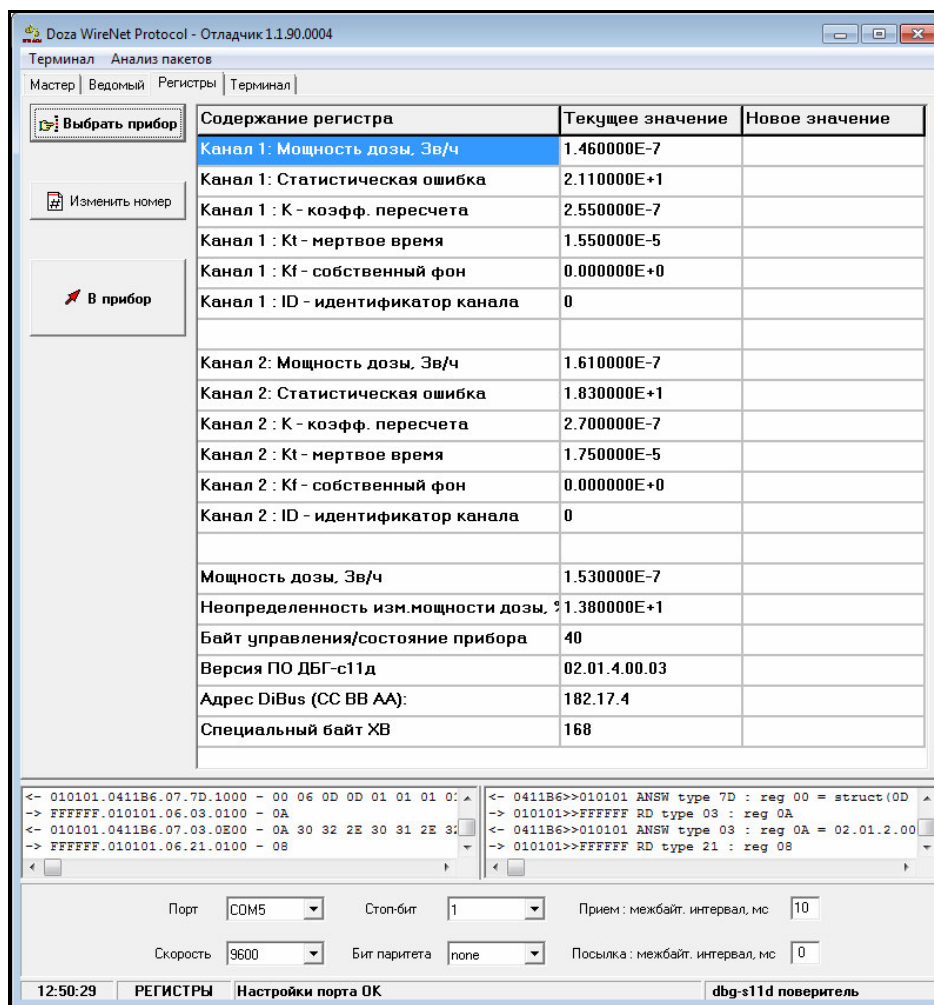 Doza WireNet Protocol - Отладчик 1.1.90.0004
Терминал Анализ пакетов
Мастер Ведомый Регистры Терминал
Выбрать прибор
Изменить номер
В прибор
Содержание регистра Текущее значение Новое значение
Канал 1: Мощность дозы, Зв/ч 1.460000E-7
Канал 1: Статистическая ошибка 2.110000E+1
Канал 1 : K - коэфф. пересчета 2.550000E-7
Канал 1 : Kt - мертвое время 1.550000E-5
Канал 1 : Kf - собственный фон 0.000000E+0
Канал 1 : ID - идентификатор канала 0
Канал 2: Мощность дозы, Зв/ч 1.610000E-7
Канал 2: Статистическая ошибка 1.830000E+1
Канал 2 : K - коэфф. пересчета 2.700000E-7
Канал 2 : Kt - мертвое время 1.750000E-5
Канал 2 : Kf - собственный фон 0.000000E+0
Канал 2 : ID - идентификатор канала 0
Мощность дозы, Зв/ч 1.530000E-7
Неопределенность изм.мощности дозы, % 1.380000E+1
Байт управления/состояние прибора 40
Версия ПО ДБГ-с11д 02.01.4.00.03
Адрес DiBus (CC BB AA): 182.17.4
Специальный байт ХВ 168
<- 010101.0411B6.07.7D.1000 - 00 06 0D 0D 01 01 01
-> FFFFFF.010101.06.03.0100 - 0A
<- 010101.0411B6.07.03.0E00 - 0A 30 32 2E 30 31 2E
-> FFFFFF.010101.06.21.0100 - 08
<- 0411B6>>010101 ANSW type 7D : reg 00 = struct(0D
-> 010101>>FFFFFF RD type 03 : reg 0A
<- 0411B6>>010101 ANSW type 03 : reg 0A = 02.01.2.00
-> 010101>>FFFFFF RD type 21 : reg 08
Порт COM5 Стоп-бит 1 Прием : межбайт. интервал, мс 10
Скорость 9600 Бит паритета none Посылка : межбайт. интервал, мс 0
12:50:29 РЕГИСТРЫ Настройки порта ОК dbg-s11d поверитель